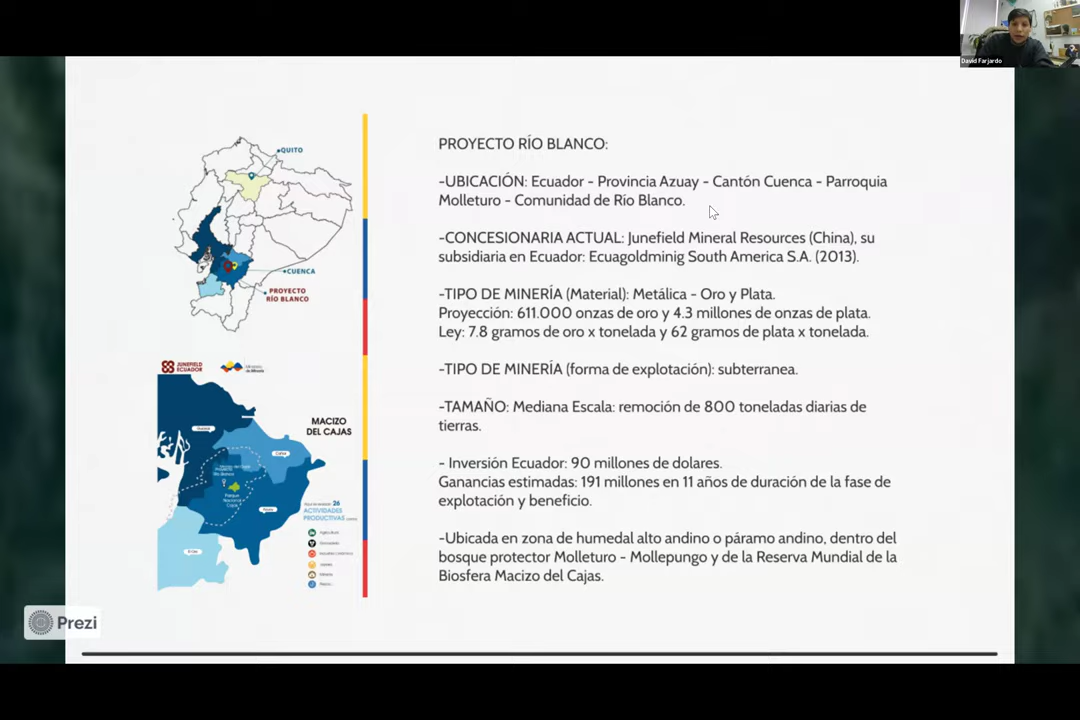 David Farjardo
QUITO
CUENCA
PROYECTO
RÍO BLANCO
JUNEFIELD
ECUADOR
MACIZO
DEL CAJAS
26
ACTIVIDADES
PRODUCTIVAS
Prezi
PROYECTO RÍO BLANCO:
-UBICACIÓN: Ecuador - Provincia Azuay - Cantón Cuenca - Parroquia
Molleturo - Comunidad de Río Blanco.
-CONCESIONARIA ACTUAL: Junefield Mineral Resources (China), su
subsidiaria en Ecuador: Ecuagoldminig South America S.A. (2013).
-TIPO DE MINERÍA (Material): Metálica - Oro y Plata.
Proyección: 611.000 onzas de oro y 4.3 millones de onzas de plata.
Ley: 7.8 gramos de oro x tonelada y 62 gramos de plata x tonelada.
-TIPO DE MINERÍA (forma de explotación): subterranea.
-TAMAÑO: Mediana Escala: remoción de 800 toneladas diarias de
tierras.
- Inversión Ecuador: 90 millones de dolares.
Ganancias estimadas: 191 millones en 11 años de duración de la fase de
explotación y beneficio.
-Ubicada en zona de humedal alto andino o páramo andino, dentro del
bosque protector Molleturo - Mollepungo y de la Reserva Mundial de la
Biosfera Macizo del Cajas.